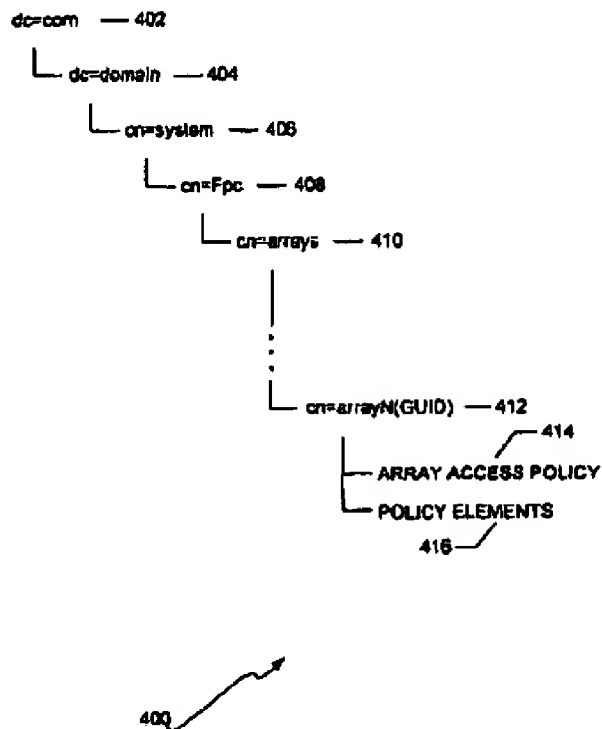 dc=com 402
dc=domain 404
cn=system 406
cn=Fpc 408
cn=arrays 410
cn=arrayN(GUID) 412
414
ARRAY ACCESS POLICY
POLICY ELEMENTS
416
400